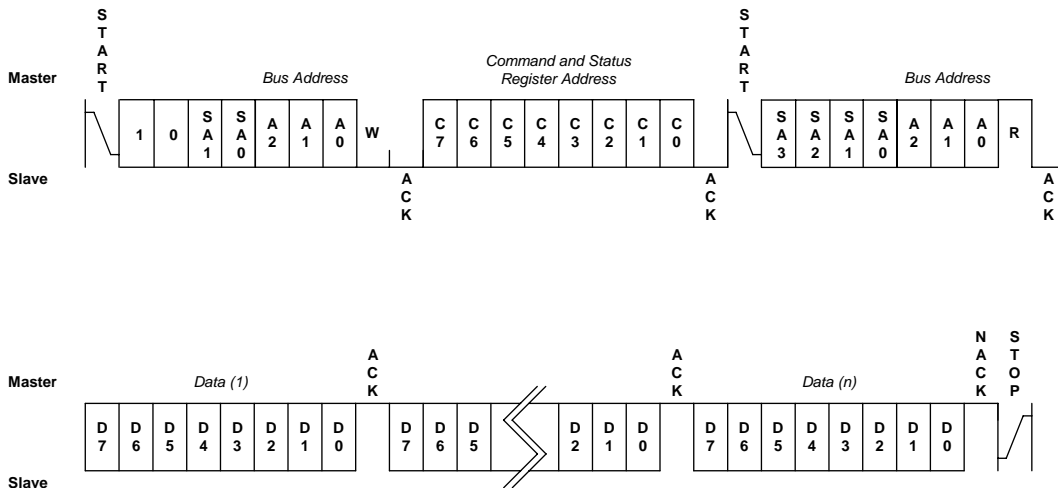 START START
Command and Status
Master Bus Address Register Address Bus Address
1 0 SA1 SA0 A2 A1 A0 W C7 C6 C5 C4 C3 C2 C1 C0 SA3 SA2 SA1 SA0 A2 A1 A0 R
Slave ACK ACK ACK
ACK ACK NACK STOP
Master Data (1) Data (n)
D7 D6 D5 D4 D3 D2 D1 D0 D7 D6 D5 D2 D1 D0 D7 D6 D5 D4 D3 D2 D1 D0
Slave